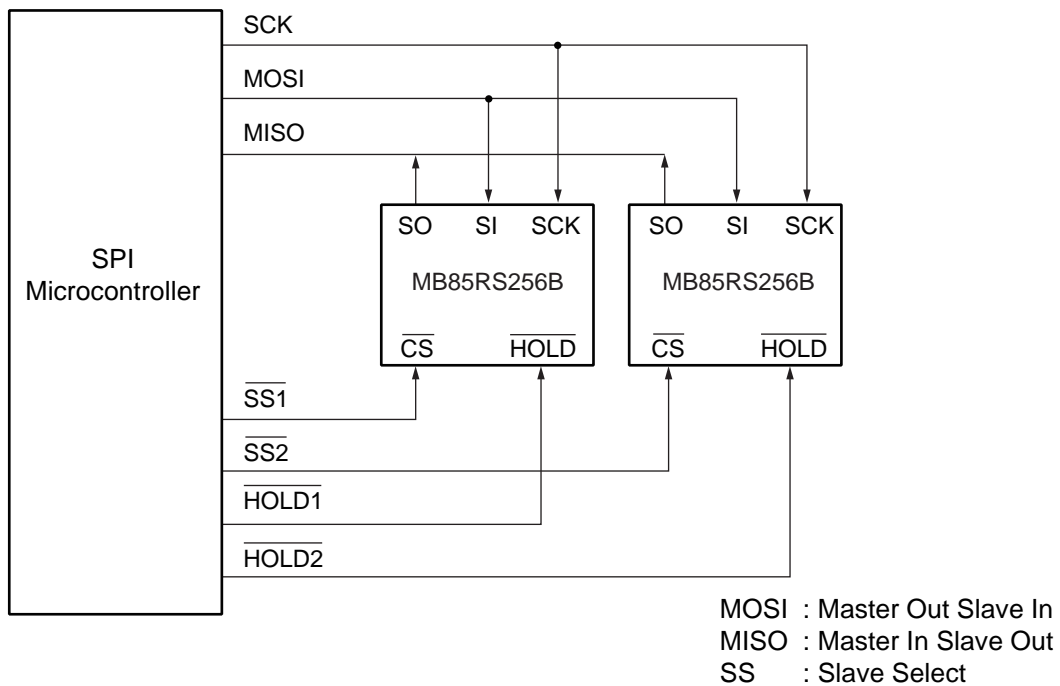 SCK
MOSI
MISO
SO SI SCK
MB85RS256B
CS HOLD
SO SI SCK
MB85RS256B
CS HOLD
SPI
Microcontroller
SS1
SS2
HOLD1
HOLD2
MOSI : Master Out Slave In
MISO : Master In Slave Out
SS : Slave Select